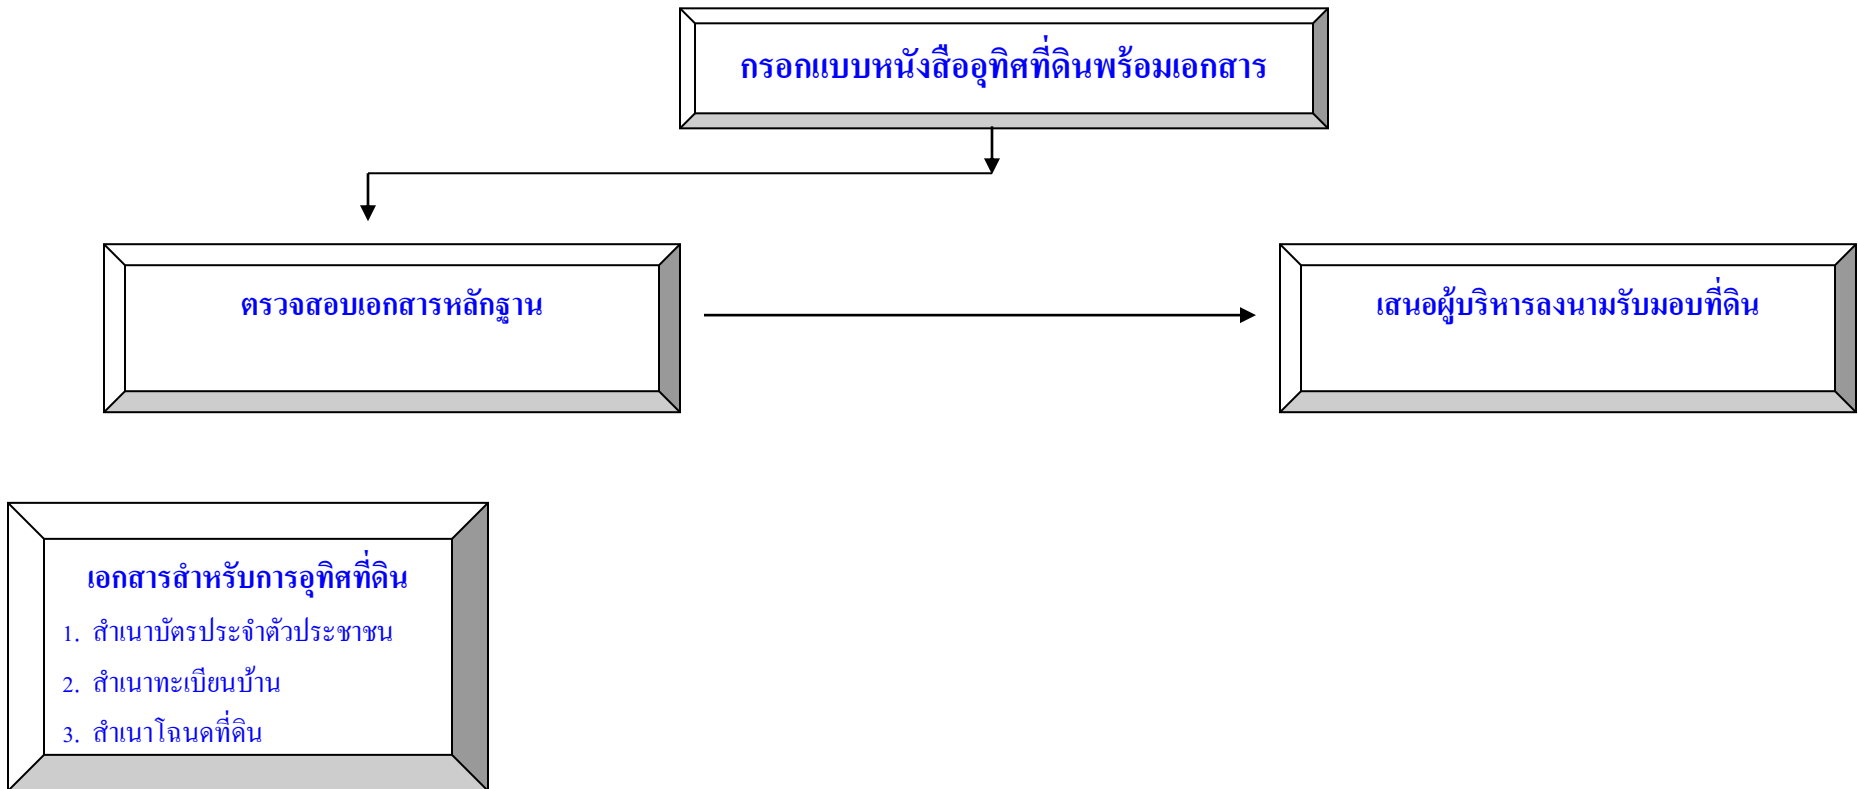 กรอกแบบหนังสืออุทิศที่ดินพร้อมเอกสาร
ตรวจสอบเอกสารหลักฐาน
เสนอผู้บริหารลงนามรับมอบที่ดิน
เอกสารสำหรับการอุทิศที่ดิน
1. สำเนาบัตรประจำตัวประชาชน
2. สำเนาทะเบียนบ้าน
3. สำเนาโฉนดที่ดิน